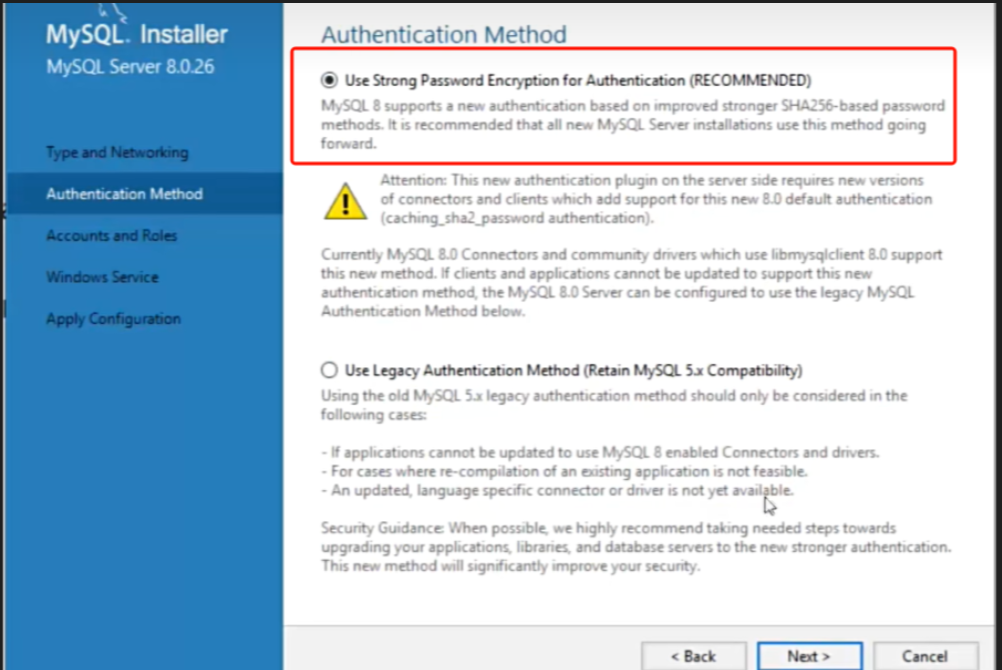 MySQL. Installer
MySQL Server 8.0.26
Type and Networking
Authentication Method
Accounts and Roles
Windows Service
Apply Configuration
Authentication Method
Use Strong Password Encryption for Authentication (RECOMMENDED)
MySQL 8 supports a new authentication based on improved stronger SHA256-based password
methods. It is recommended that all new MySQL Server installations use this method going
forward.
Attention: This new authentication plugin on the server side requires new versions
of connectors and clients which add support for this new 8.0 default authentication
(caching_sha2_password authentication).
Currently MySQL 8.0 Connectors and community drivers which use libmysqlclient 8.0 support
this new method. If clients and applications cannot be updated to support this new
authentication method, the MySQL 8.0 Server can be configured to use the legacy MySQL
Authentication Method below.
Use Legacy Authentication Method (Retain MySQL 5.x Compatibility)
Using the old MySQL 5.x legacy authentication method should only be considered in the
following cases:
- If applications cannot be updated to use MySQL 8 enabled Connectors and drivers.
- For cases where re-compilation of an existing application is not feasible.
- An updated, language specific connector or driver is not yet available.
Security Guidance: When possible, we highly recommend taking needed steps towards
upgrading your applications, libraries, and database servers to the new stronger authentication.
This new method will significantly improve your security.
< Back
Next >
Cancel